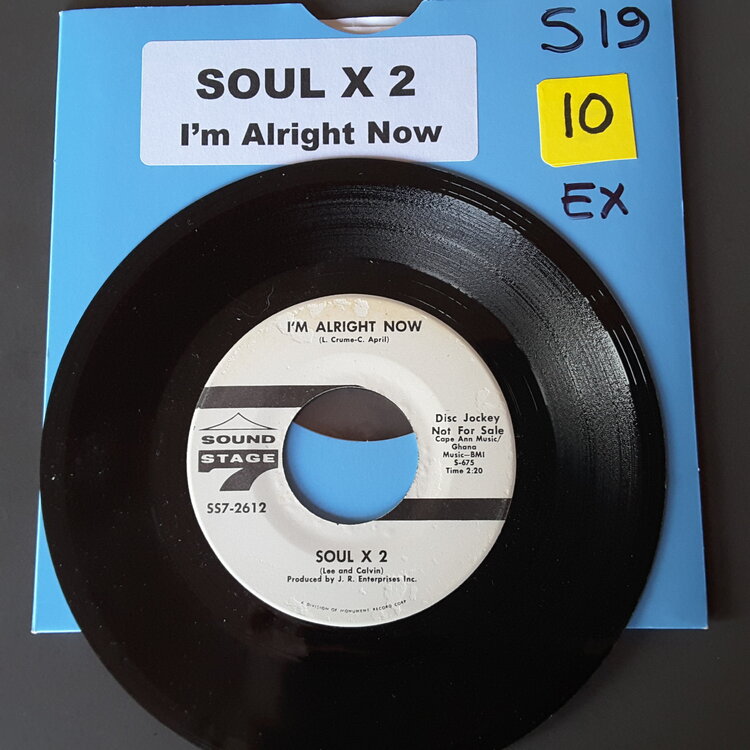 SOUL X 2
I'm Alright Now
S19
10
EX
I'M ALRIGHT NOW
(L. Crume-C. April)
SOUND
STAGE
7
SS7-2612
Disc Jockey
Not For Sale
Cape Ann Music/
Ghana
Music—BMI
S-675
Time 2:20
SOUL X 2
(Lee and Calvin)
Produced by J. R. Enterprises Inc.
A DIVISION OF MONUMENT RECORD CORP.